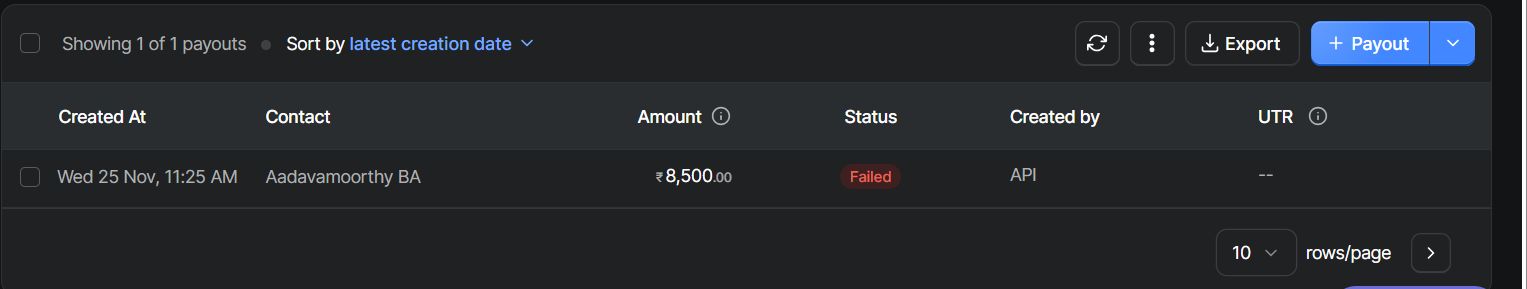 Showing 1 of 1 payouts Sort by latest creation date Export + Payout
Created At Contact Amount Status Created by UTR
Wed 25 Nov, 11:25 AM Aadavamoorthy BA ₹8,500.00 Failed API --
10 rows/page